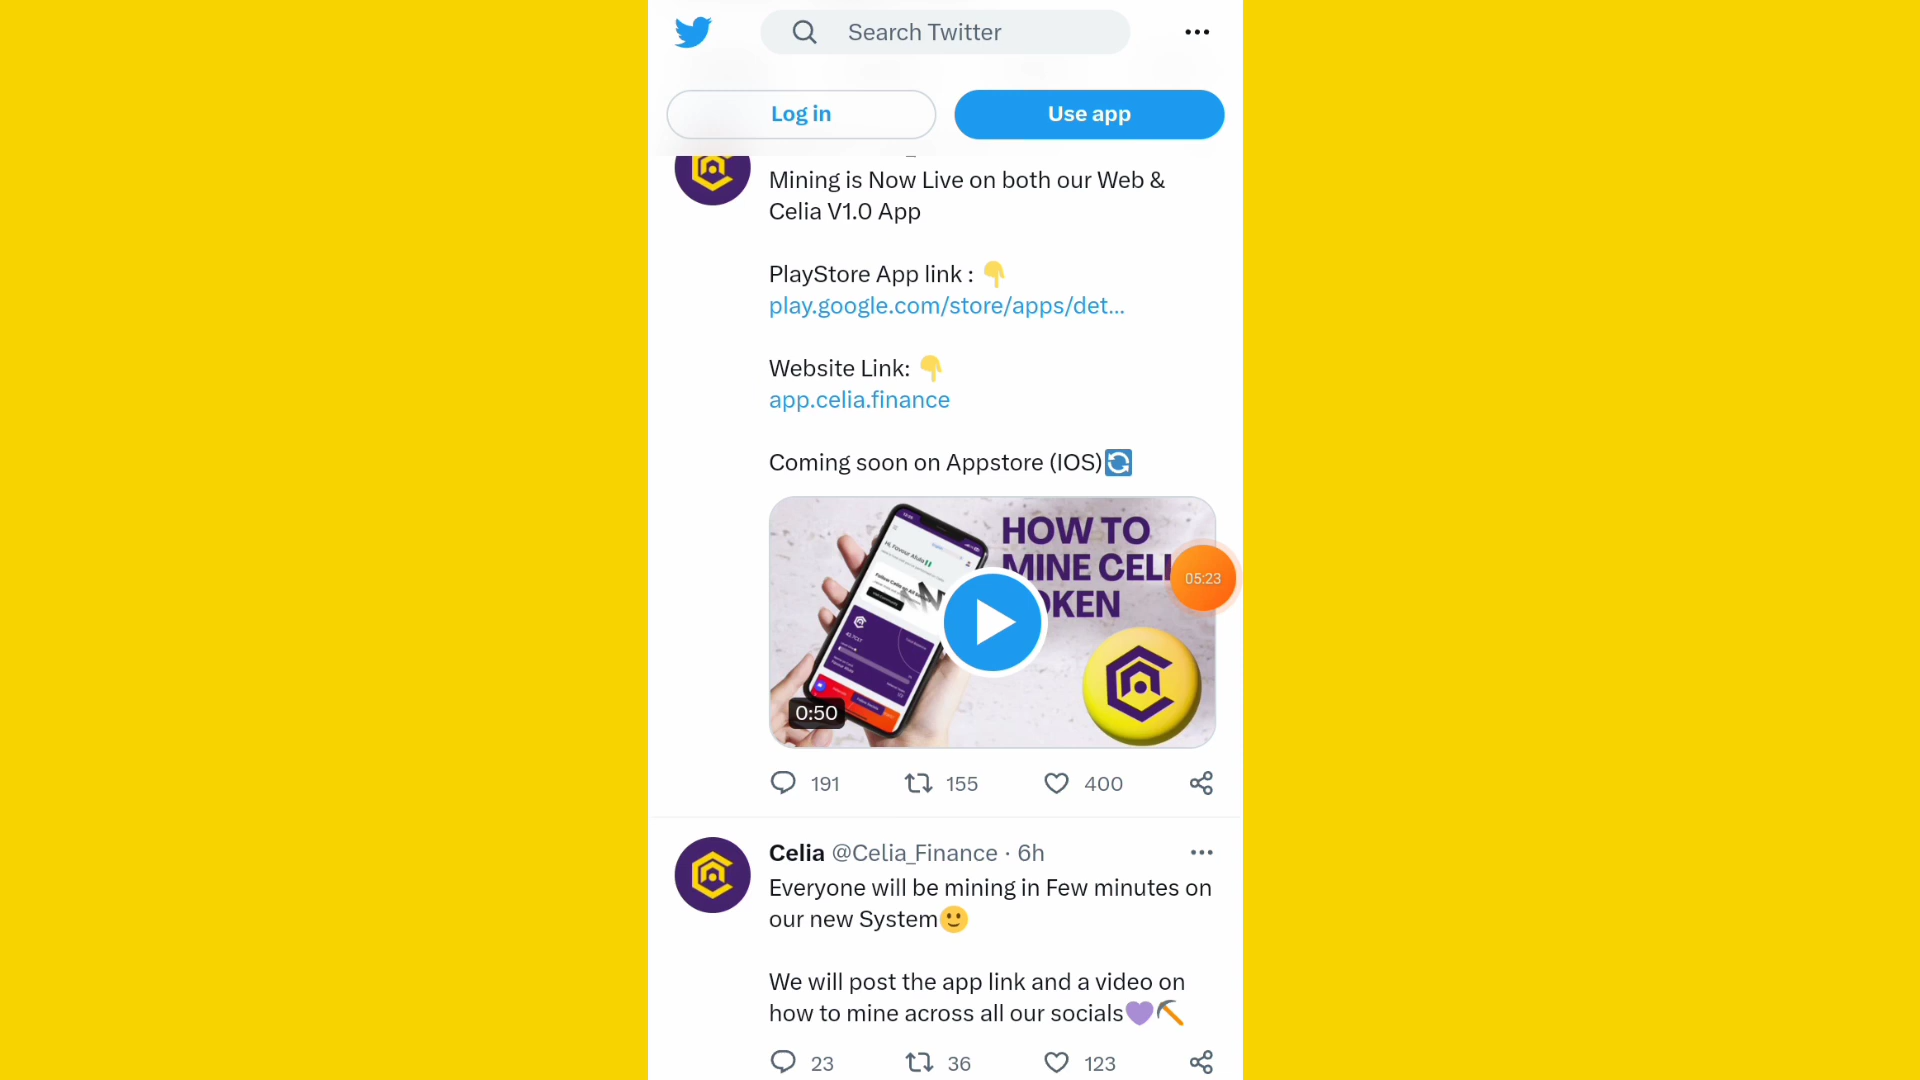 Search Twitter
Log in
Use app
Mining is Now Live on both our Web &
Celia V1.0 App
PlayStore App link : 👇
play.google.com/store/apps/det...
Website Link: 👇
app.celia.finance
Coming soon on Appstore (IOS)🔄
HOW TO
MINE CELI
05:23
0:50
191
155
400
Celia @Celia_Finance · 6h
Everyone will be mining in Few minutes on
our new System🙂
We will post the app link and a video on
how to mine across all our socials💜⛏️
23
36
123